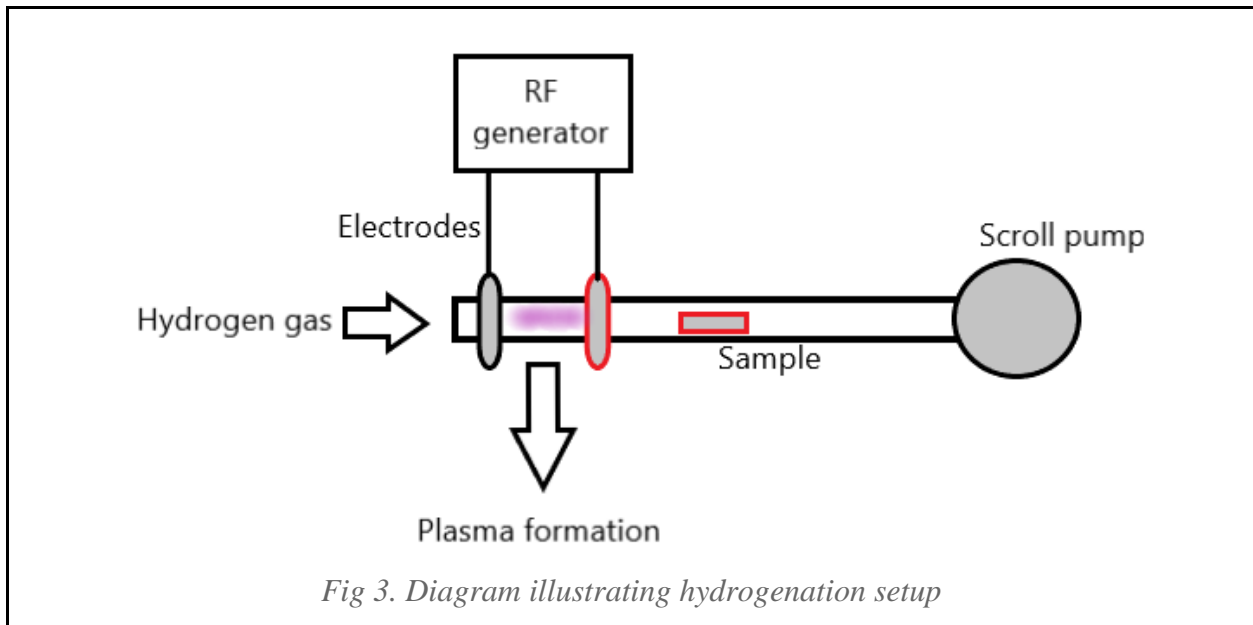 RF
generator
Electrodes
Scroll pump
Hydrogen gas
Sample
Plasma formation
Fig 3. Diagram illustrating hydrogenation setup